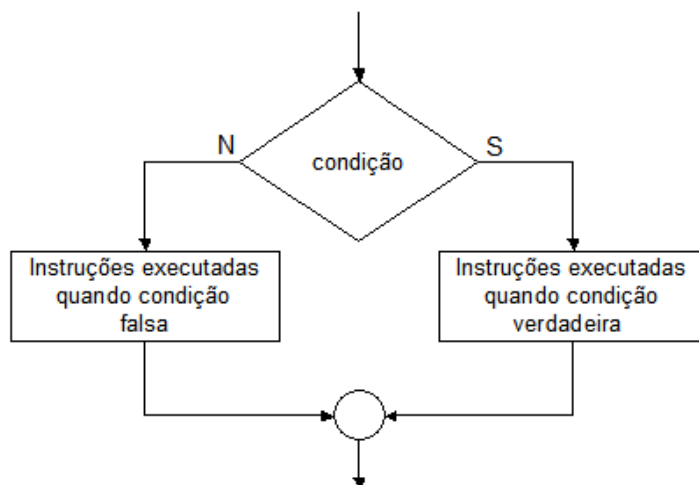 N
condição
S
Instruções executadas
quando condição
falsa
Instruções executadas
quando condição
verdadeira